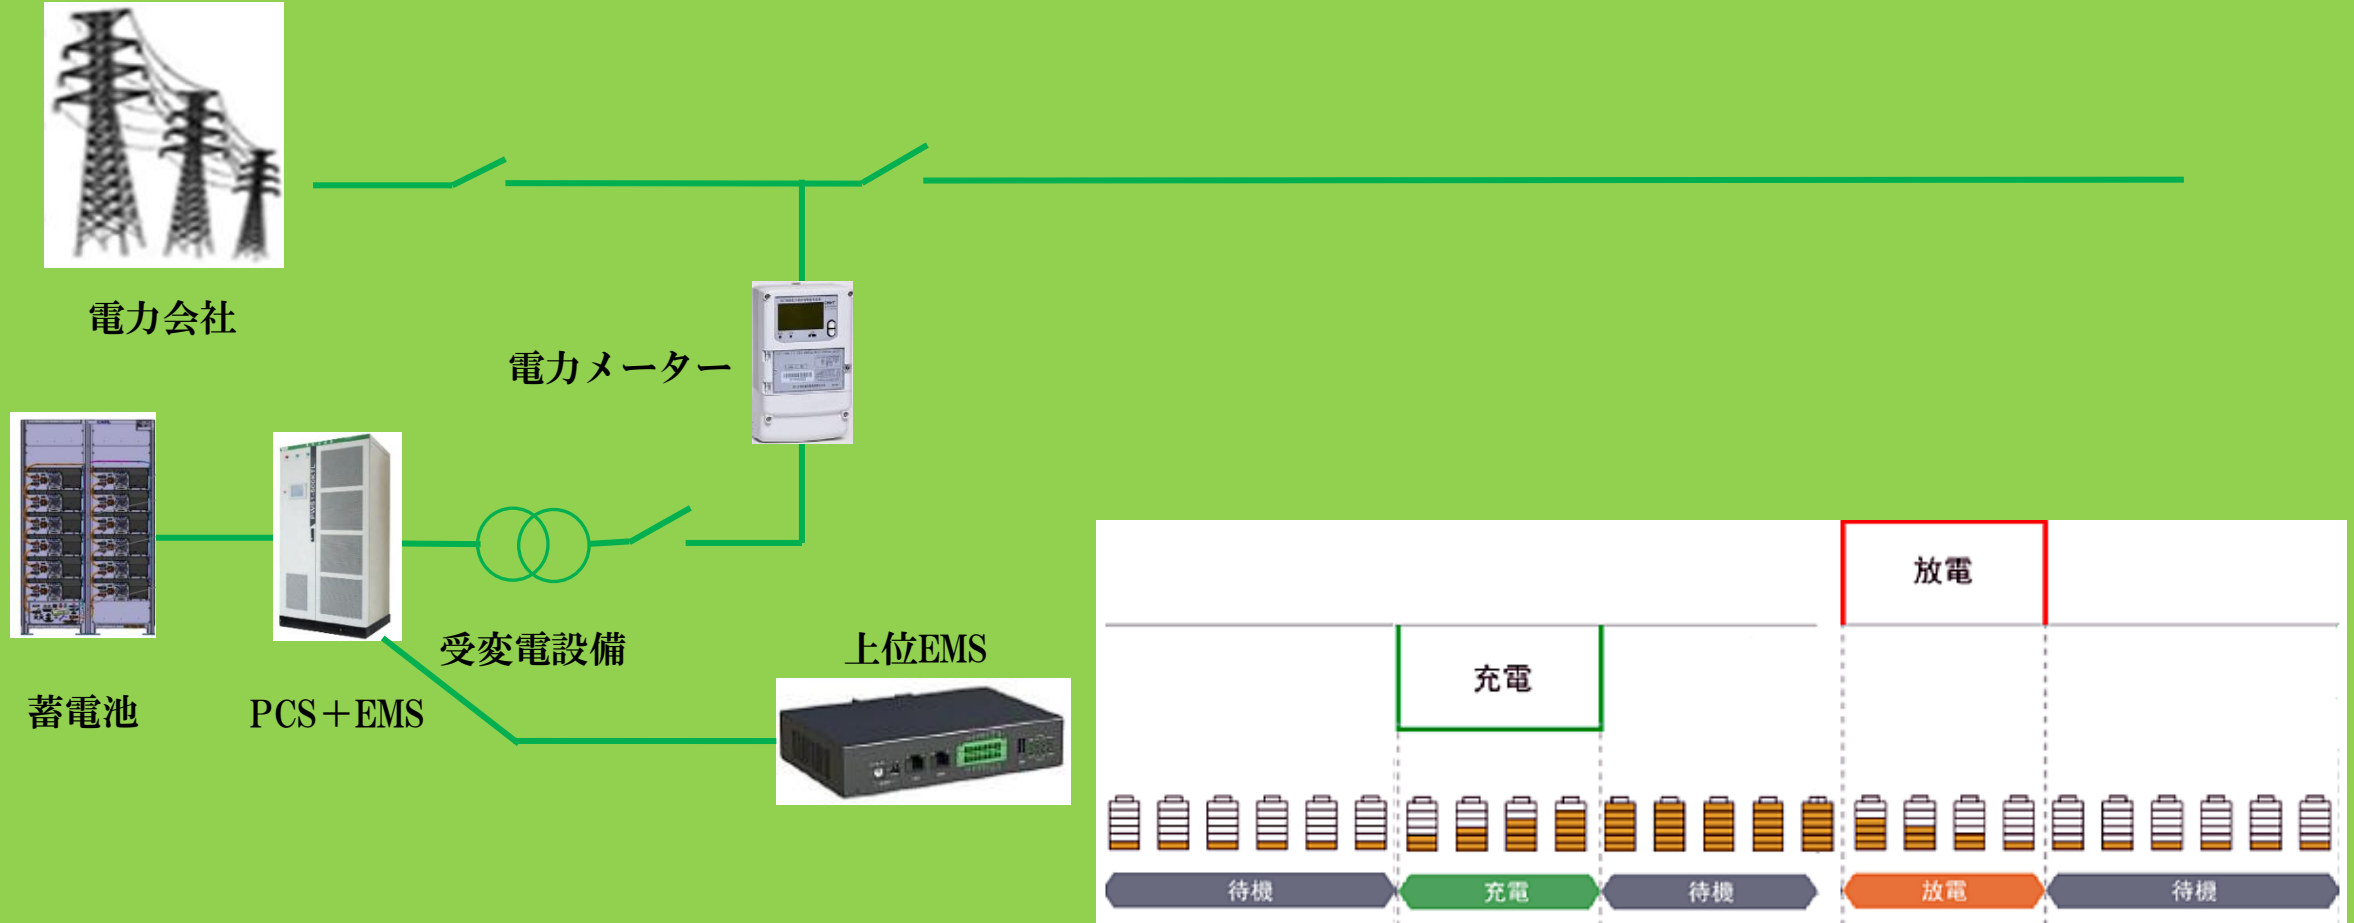 電力会社
電力メーター
蓄電池
PCS＋EMS
受変電設備
上位EMS
放電
充電
待機
充電
待機
放電
待機